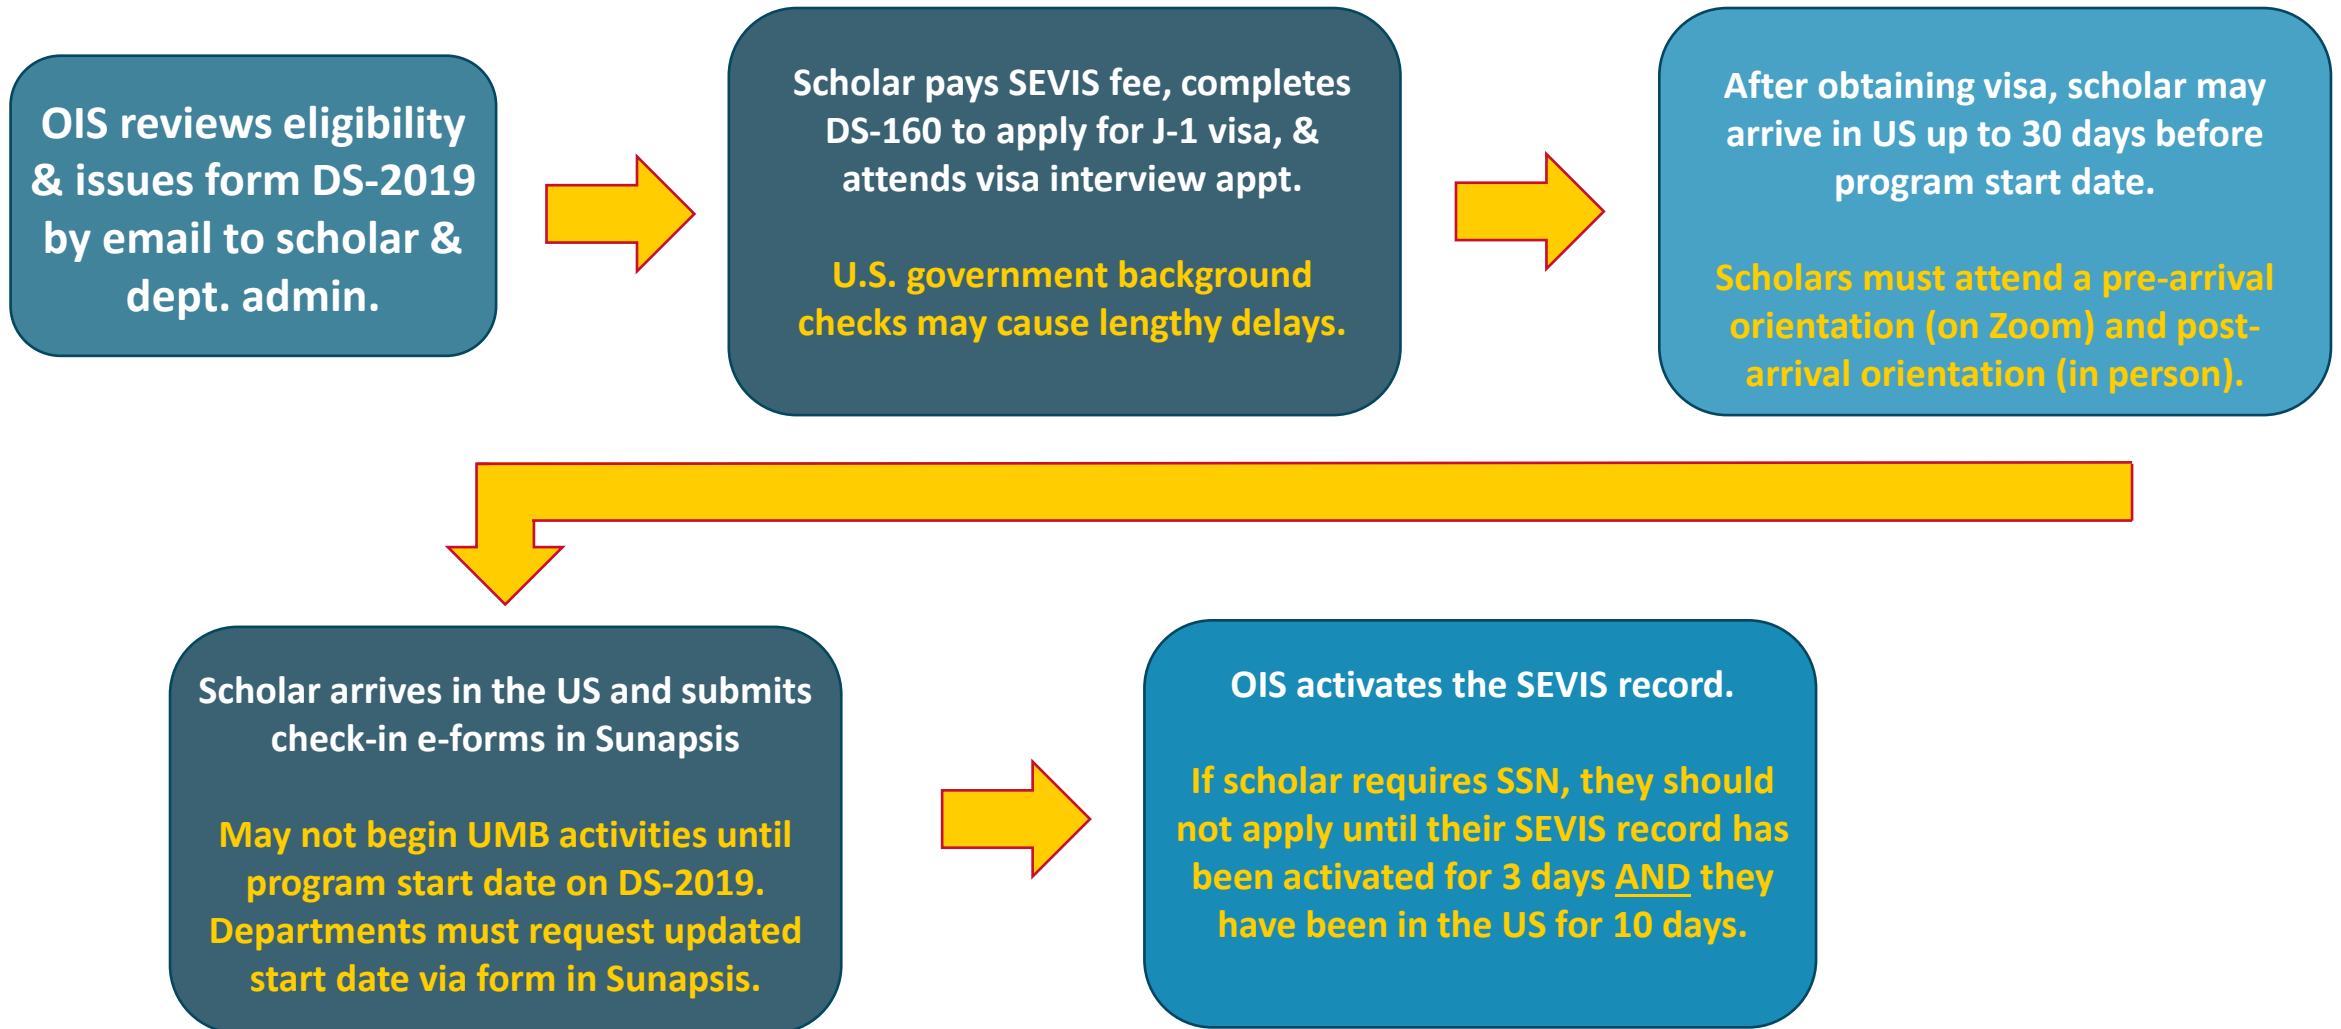 OIS reviews eligibility
& issues form DS-2019
by email to scholar &
dept. admin.
Scholar pays SEVIS fee, completes
DS-160 to apply for J-1 visa, &
attends visa interview appt.
U.S. government background
checks may cause lengthy delays.
After obtaining visa, scholar may
arrive in US up to 30 days before
program start date.
Scholars must attend a pre-arrival
orientation (on Zoom) and post-
arrival orientation (in person).
Scholar arrives in the US and submits
check-in e-forms in Sunapsis
May not begin UMB activities until
program start date on DS-2019.
Departments must request updated
start date via form in Sunapsis.
OIS activates the SEVIS record.
If scholar requires SSN, they should
not apply until their SEVIS record has
been activated for 3 days AND they
have been in the US for 10 days.